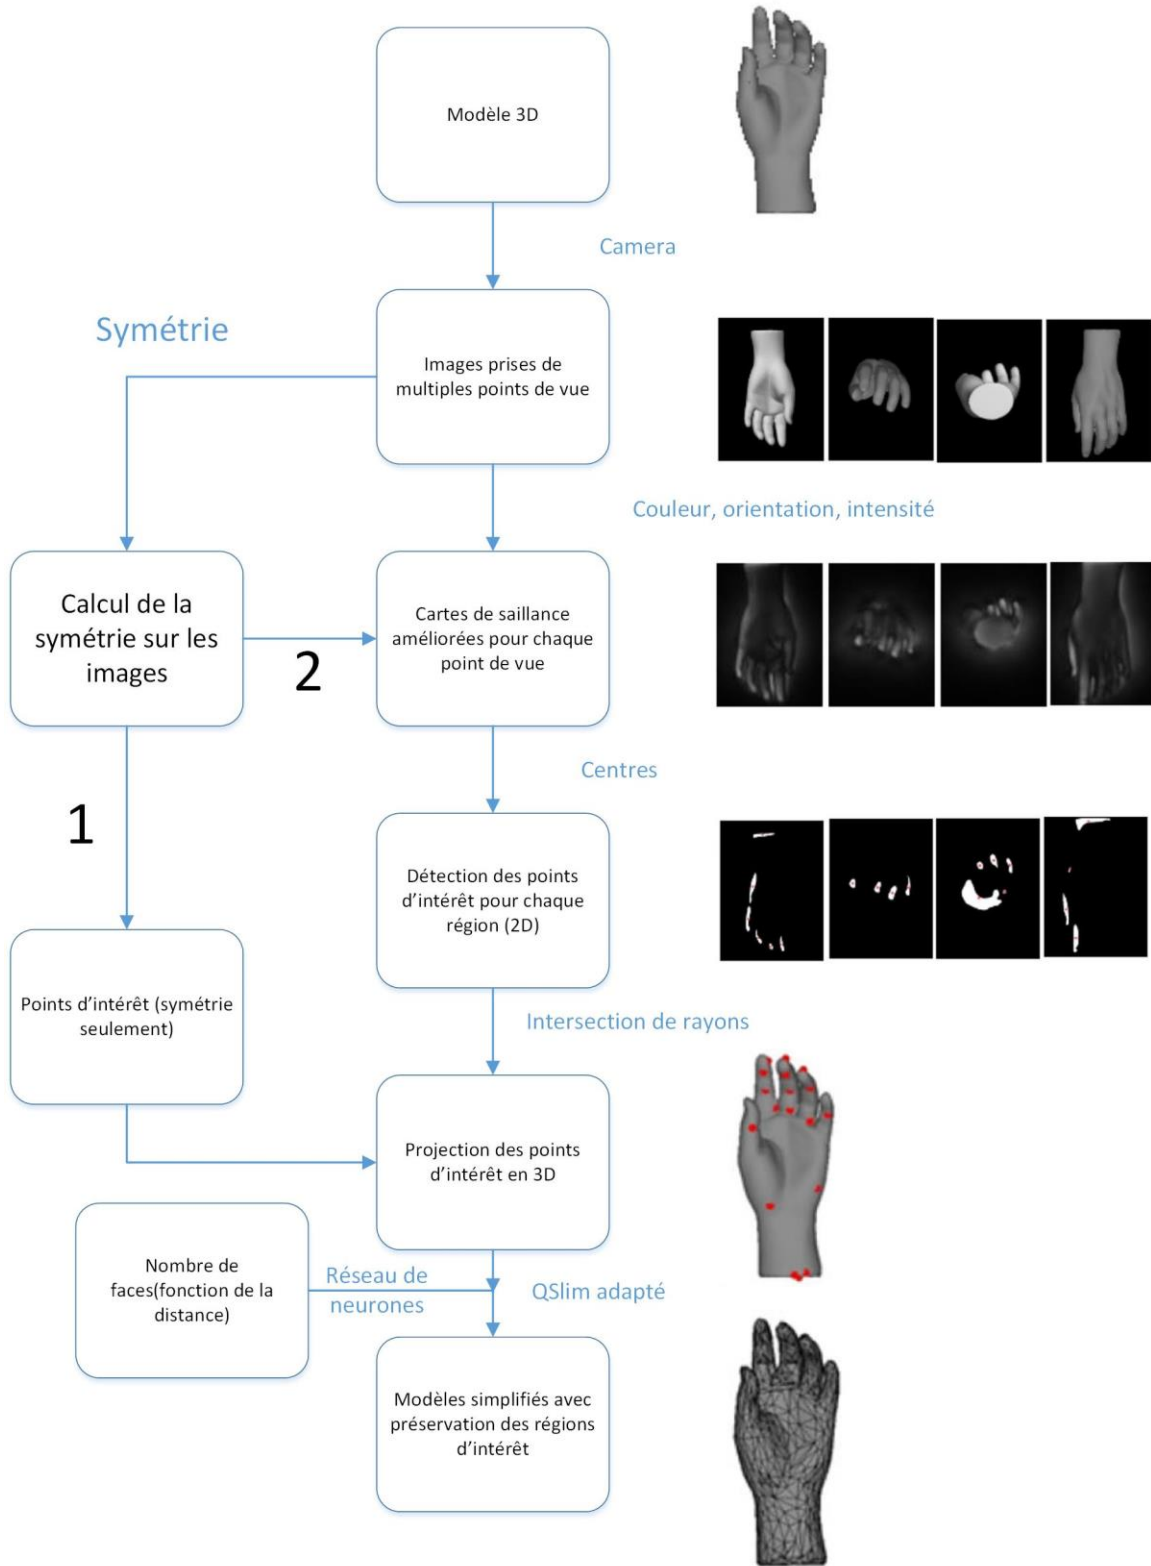 Modèle 3D
Camera
Symétrie
Images prises de
multiples points de vue
Couleur, orientation, intensité
Calcul de la
symétrie sur les
images
2
Cartes de saillance
améliorées pour chaque
point de vue
Centres
1
Détection des points
d’intérêt pour chaque
région (2D)
Points d’intérêt (symétrie
seulement)
Intersection de rayons
Projection des points
d’intérêt en 3D
Nombre de
faces(fonction de la
distance)
Réseau de
neurones
QSlim adapté
Modèles simplifiés avec
préservation des régions
d’intérêt